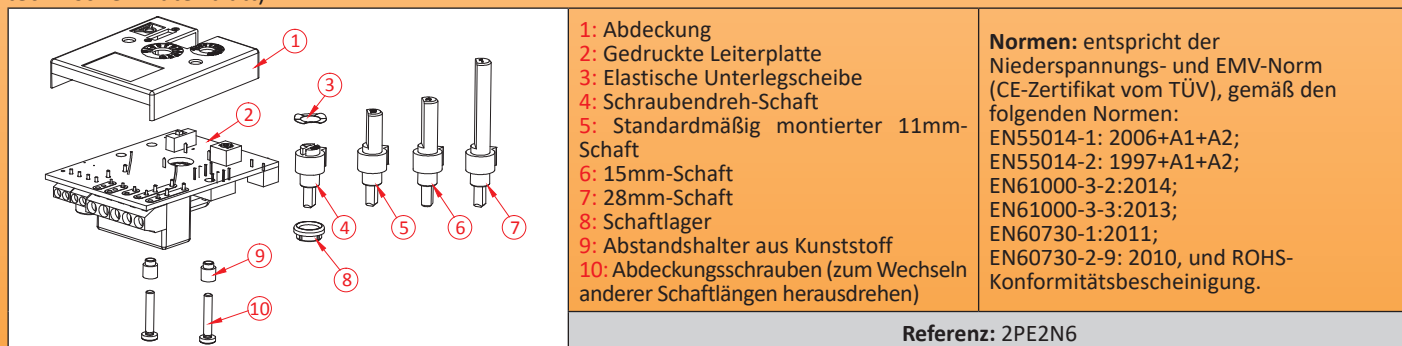 1
2
3
4
5
6
7
8
9
10
1: Abdeckung
2: Gedruckte Leiterplatte
3: Elastische Unterlegscheibe
4: Schraubendreh-Schaft
5: Standardmäßig montierter 11mm-
Schaft
6: 15mm-Schaft
7: 28mm-Schaft
8: Schaftlager
9: Abstandshalter aus Kunststoff
10: Abdeckungsschrauben (zum Wechseln
anderer Schaftlängen herausdrehen)
Normen: entspricht der
Niederspannungs- und EMV-Norm
(CE-Zertifikat vom TÜV), gemäß den
folgenden Normen:
EN55014-1: 2006+A1+A2;
EN55014-2: 1997+A1+A2;
EN61000-3-2:2014;
EN61000-3-3:2013;
EN60730-1:2011;
EN60730-2-9: 2010, und ROHS-
Konformitätsbescheinigung.
Referenz: 2PE2N6